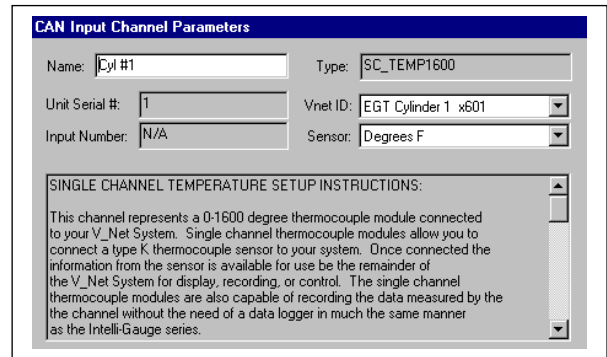 CAN Input Channel Parameters
Name: Cyl #1 Type: SC_TEMP1600
Unit Serial #: 1 Vnet ID: EGT Cylinder 1 x601
Input Number: N/A Sensor: Degrees F
SINGLE CHANNEL TEMPERATURE SETUP INSTRUCTIONS:
This channel represents a 0-1600 degree thermocouple module connected
to your V_Net System. Single channel thermocouple modules allow you to
connect a type K thermocouple sensor to your system. Once connected the
information from the sensor is available for use be the remainder of
the V_Net System for display, recording, or control. The single channel
thermocouple modules are also capable of recording the data measured by the
the channel without the need of a data logger in much the same manner
as the Intelli-Gauge series.